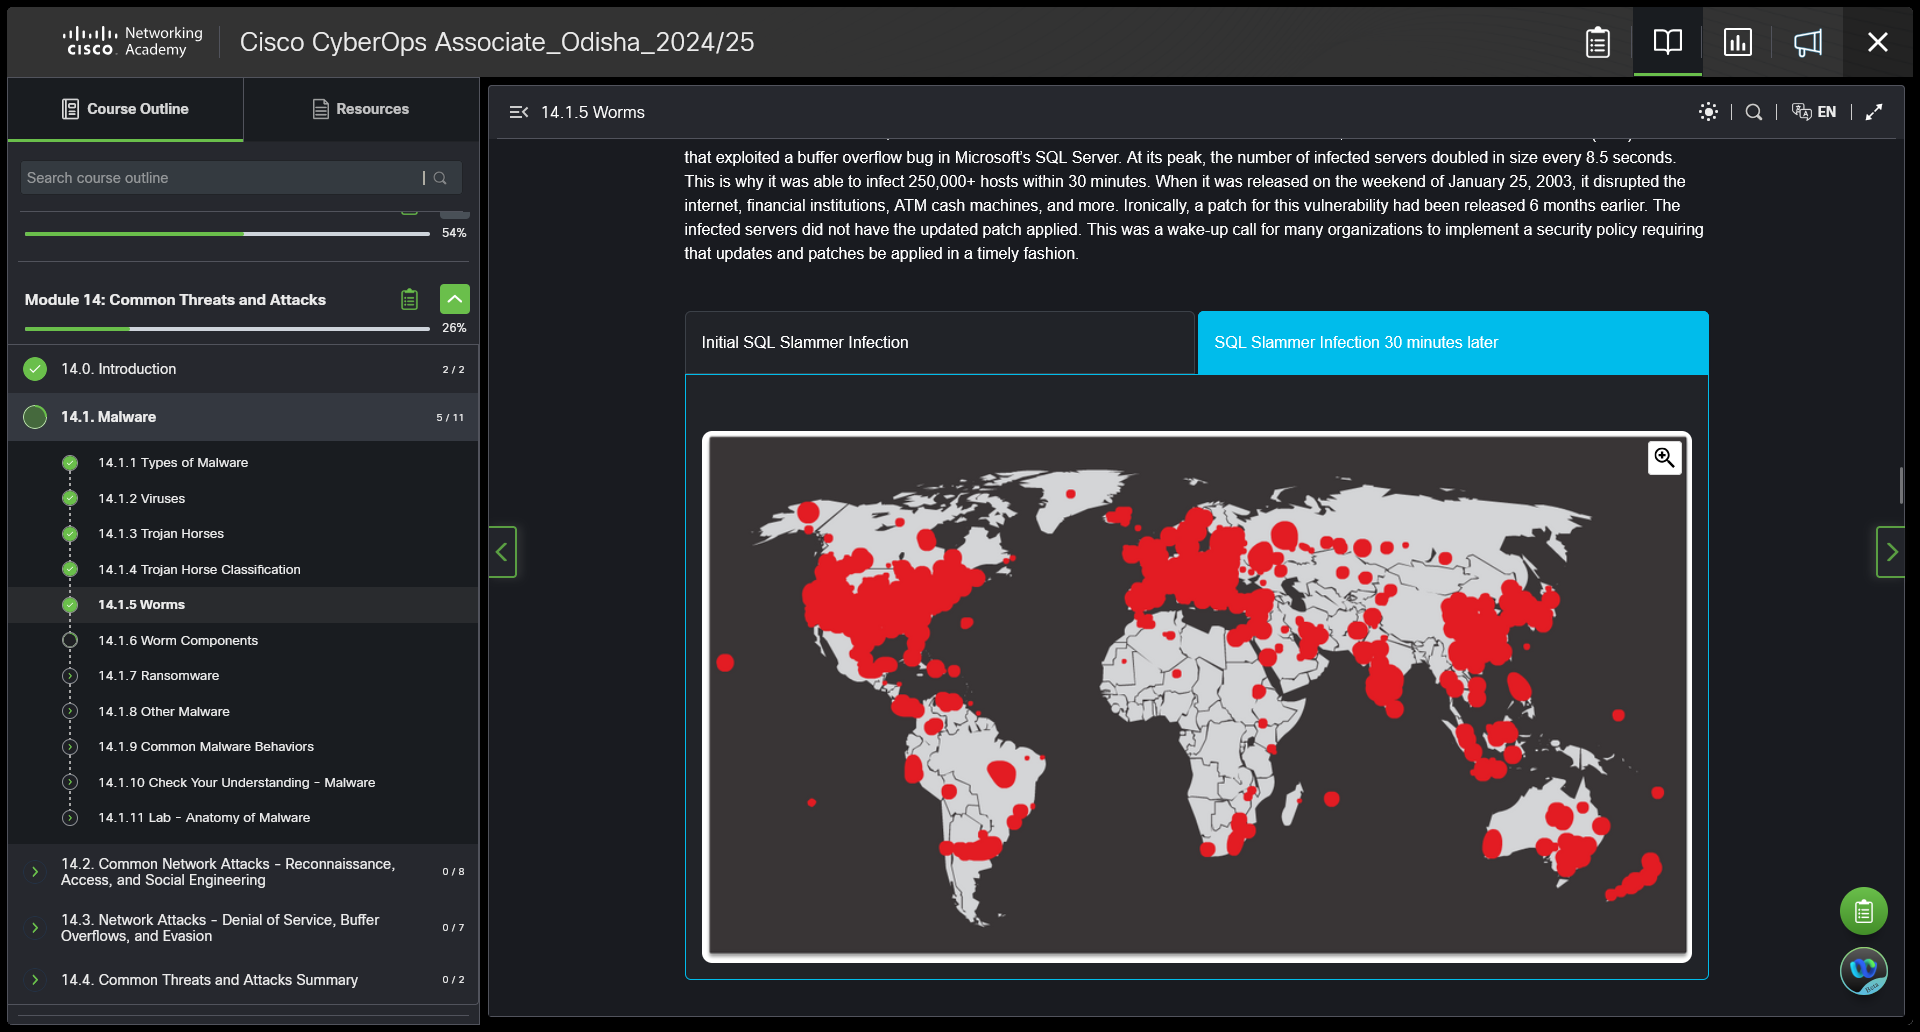 Networking
CISCO Academy
Cisco CyberOps Associate_Odisha_2024/25
Course Outline
Resources
Search course outline
54%
Module 14: Common Threats and Attacks
26%
14.0. Introduction
2 / 2
14.1. Malware
5 / 11
14.1.1 Types of Malware
14.1.2 Viruses
14.1.3 Trojan Horses
14.1.4 Trojan Horse Classification
14.1.5 Worms
14.1.6 Worm Components
14.1.7 Ransomware
14.1.8 Other Malware
14.1.9 Common Malware Behaviors
14.1.10 Check Your Understanding - Malware
14.1.11 Lab - Anatomy of Malware
14.2. Common Network Attacks - Reconnaissance,
Access, and Social Engineering
0 / 8
14.3. Network Attacks - Denial of Service, Buffer
Overflows, and Evasion
0 / 7
14.4. Common Threats and Attacks Summary
0 / 2
14.1.5 Worms
EN
that exploited a buffer overflow bug in Microsoft's SQL Server. At its peak, the number of infected servers doubled in size every 8.5 seconds.
This is why it was able to infect 250,000+ hosts within 30 minutes. When it was released on the weekend of January 25, 2003, it disrupted the
internet, financial institutions, ATM cash machines, and more. Ironically, a patch for this vulnerability had been released 6 months earlier. The
infected servers did not have the updated patch applied. This was a wake-up call for many organizations to implement a security policy requiring
that updates and patches be applied in a timely fashion.
Initial SQL Slammer Infection
SQL Slammer Infection 30 minutes later
Beta